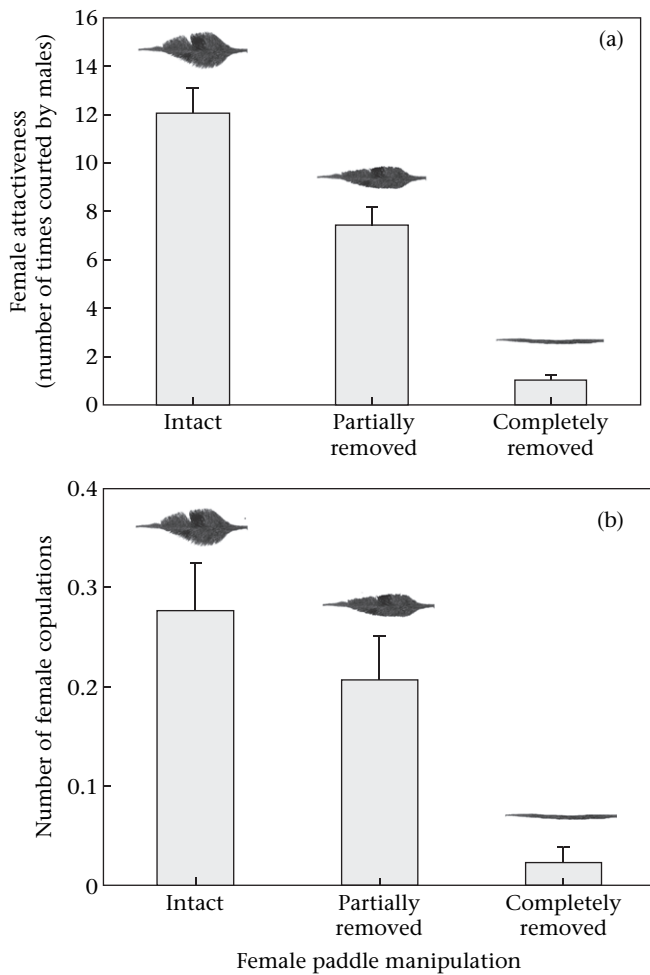 (a)
Female attactiveness
(number of times courted by males)
16
14
12
10
8
6
4
2
0
Intact
Partially
removed
Completely
removed
(b)
Number of female copulations
0.4
0.3
0.2
0.1
0
Intact
Partially
removed
Completely
removed
Female paddle manipulation